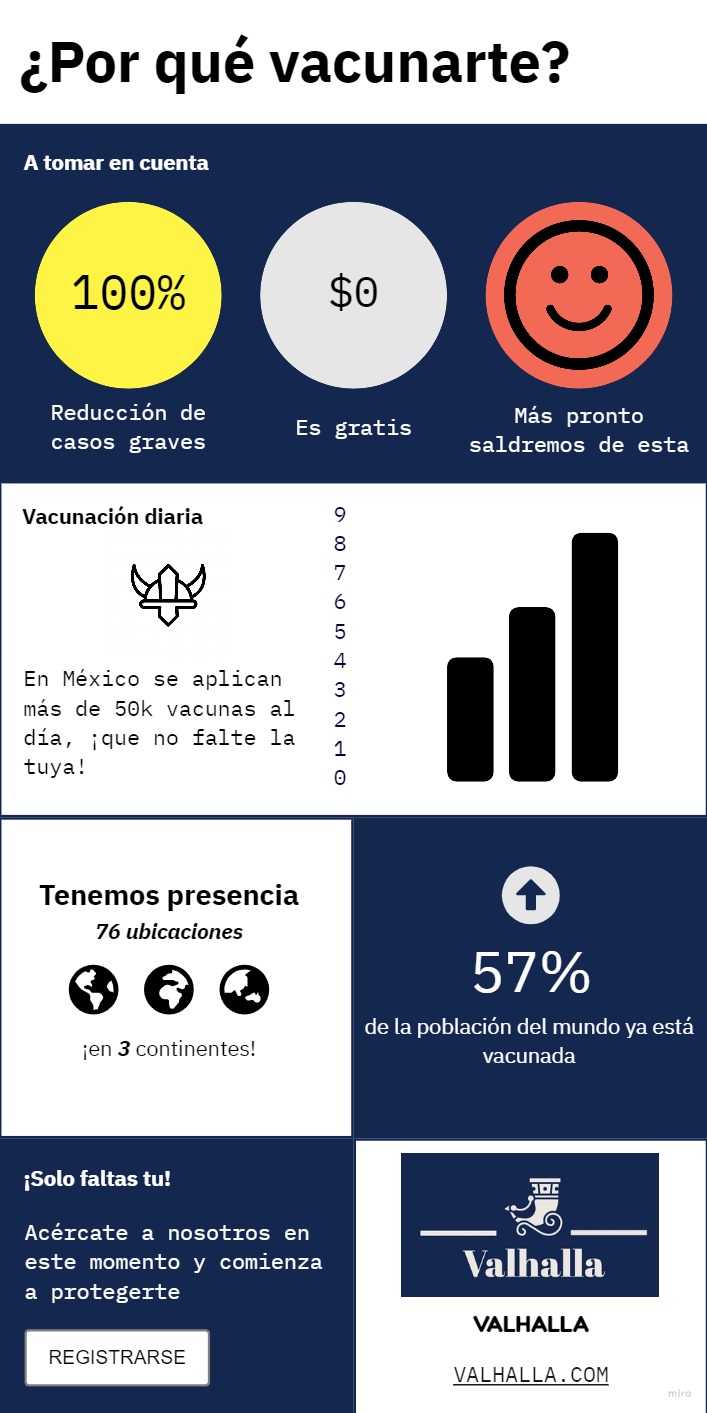 ¿Por qué vacunarte?
A tomar en cuenta
100%
$0
Reducción de
casos graves
Es gratis
Más pronto
saldremos de esta
Vacunación diaria
En México se aplican
más de 50k vacunas al
día, ¡que no falte la
tuya!
9
8
7
6
5
4
3
2
1
0
Tenemos presencia
76 ubicaciones
¡en 3 continentes!
57%
de la población del mundo ya está
vacunada
¡Solo faltas tu!
Acércate a nosotros en
este momento y comienza
a protegerte
REGISTRARSE
Valhalla
VALHALLA
VALHALLA.COM
miro